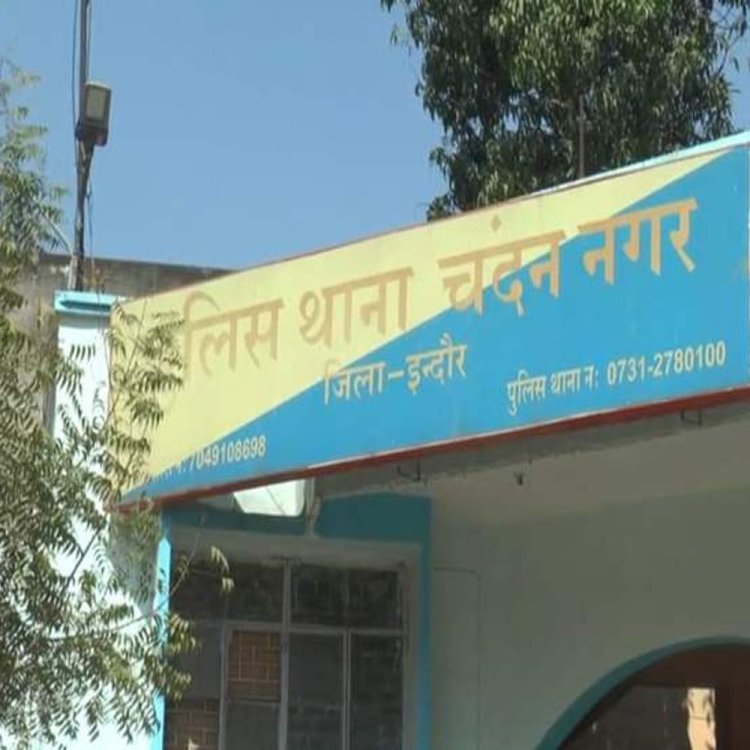 पुलिस थाना चंदन नगर
जिला-इन्दौर
पुलिस थाना न: 0731-2780100
न: 7049108698